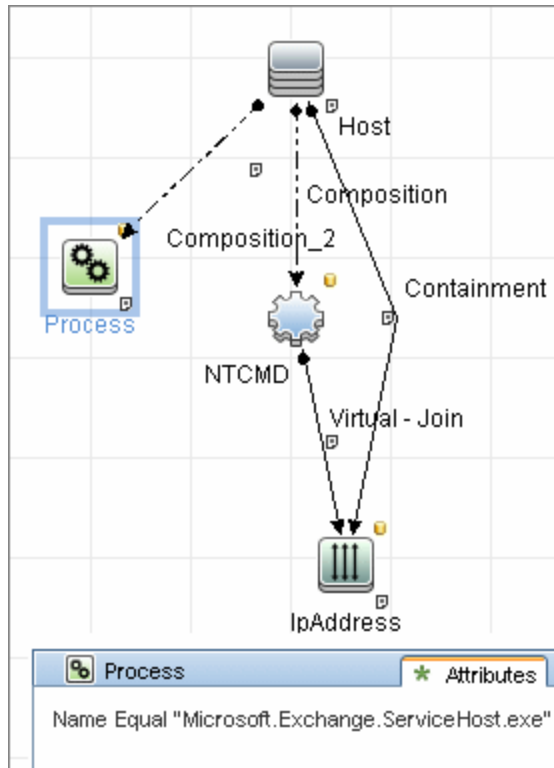 Host
Composition
Composition_2
Containment
Process
NTCMD
Virtual - Join
IpAddress
Process
Attributes
Name Equal "Microsoft.Exchange.ServiceHost.exe"